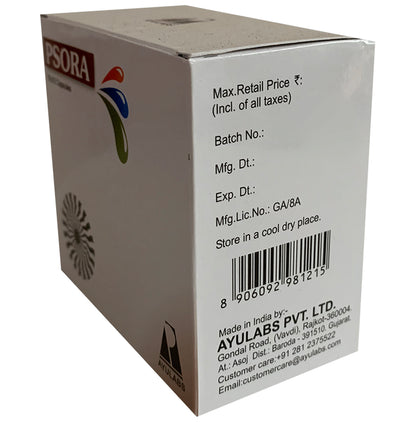 PSORA
Max.Retail Price ₹:
(Incl. of all taxes)
Batch No.:
Mfg. Dt.:
Exp. Dt.:
Mfg.Lic.No.: GA/8A
Store in a cool dry place.
8 906092 981215
Made in India by:-
AYULABS PVT. LTD.
Gondal Road, (Vavdi), Rajkot-360004.
At.: Asoj Dist.: Baroda - 391510. Gujarat.
Customer care:+91 281 2375522
Email:customercare@ayulabs.com
AYULABS